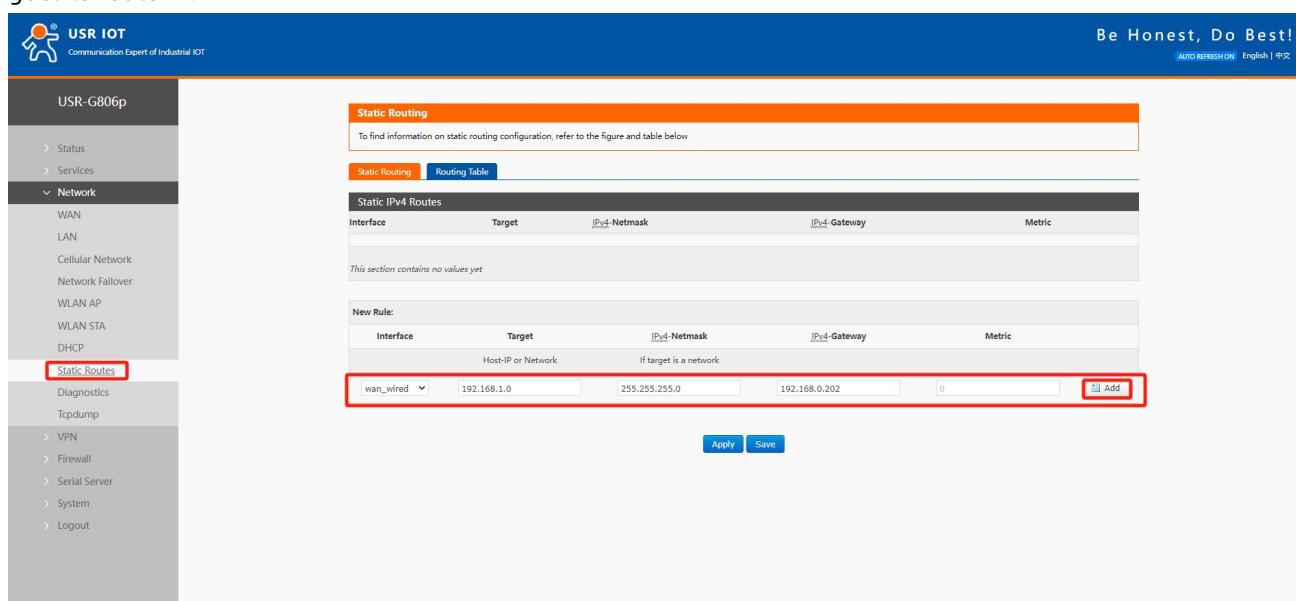 USR IOT
Communication Expert of Industrial IOT
Be Honest, Do Best!
AUTO REFRESH ON English | 中文
USR-G806p
Status
Services
Network
WAN
LAN
Cellular Network
Network Failover
WLAN AP
WLAN STA
DHCP
Static Routes
Diagnostics
Tcpdump
VPN
Firewall
Serial Server
System
Logout
Static Routing
To find information on static routing configuration, refer to the figure and table below
Static Routing Routing Table
Static IPv4 Routes
Interface Target IPv4-Netmask IPv4-Gateway Metric
This section contains no values yet
New Rule:
Interface Target IPv4-Netmask IPv4-Gateway Metric
Host-IP or Network If target is a network
wan_wired 192.168.1.0 255.255.255.0 192.168.0.202 0 Add
Apply Save